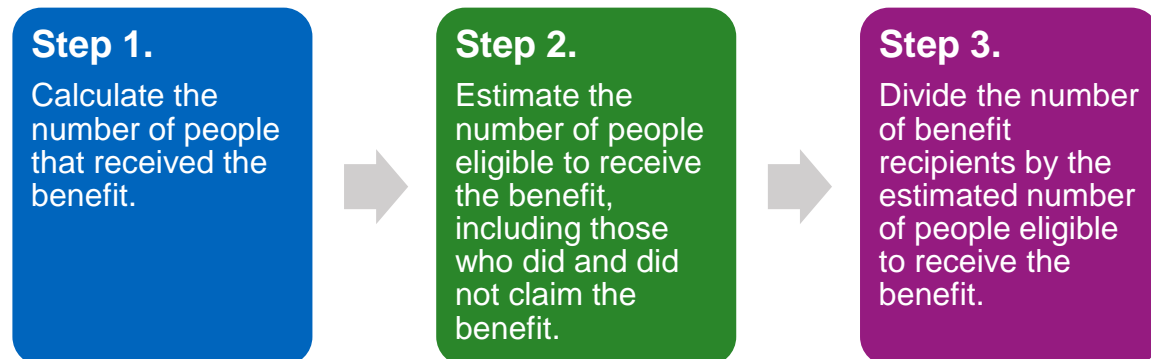 Step 1.
Calculate the
number of people
that received the
benefit.
Step 2.
Estimate the
number of people
eligible to receive
the benefit,
including those
who did and did
not claim the
benefit.
Step 3.
Divide the number
of benefit
recipients by the
estimated number
of people eligible
to receive the
benefit.